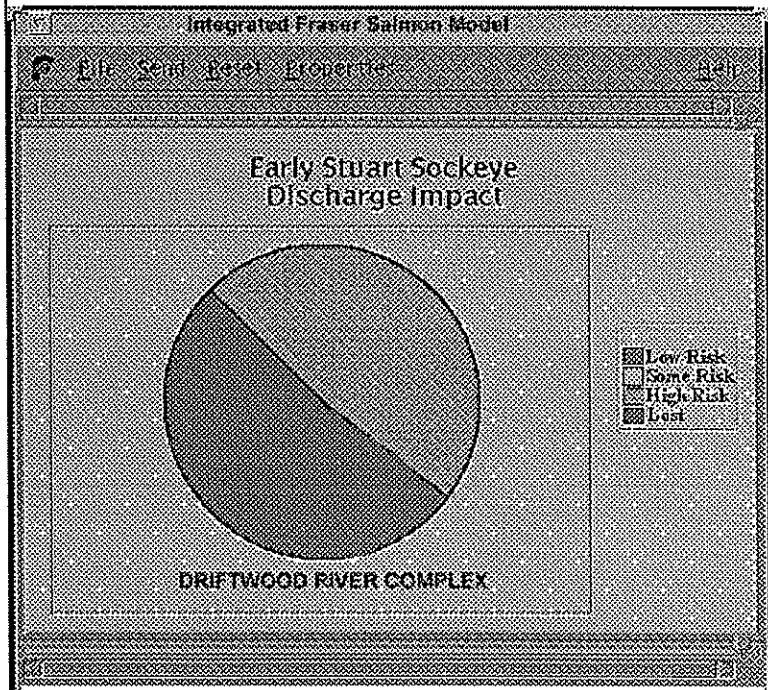 Integrated Fraser Salmon Model
File Send Reset Properties Help
Early Stuart Sockeye
Discharge Impact
Low Risk
Some Risk
High Risk
Lost
DRIFTWOOD RIVER COMPLEX